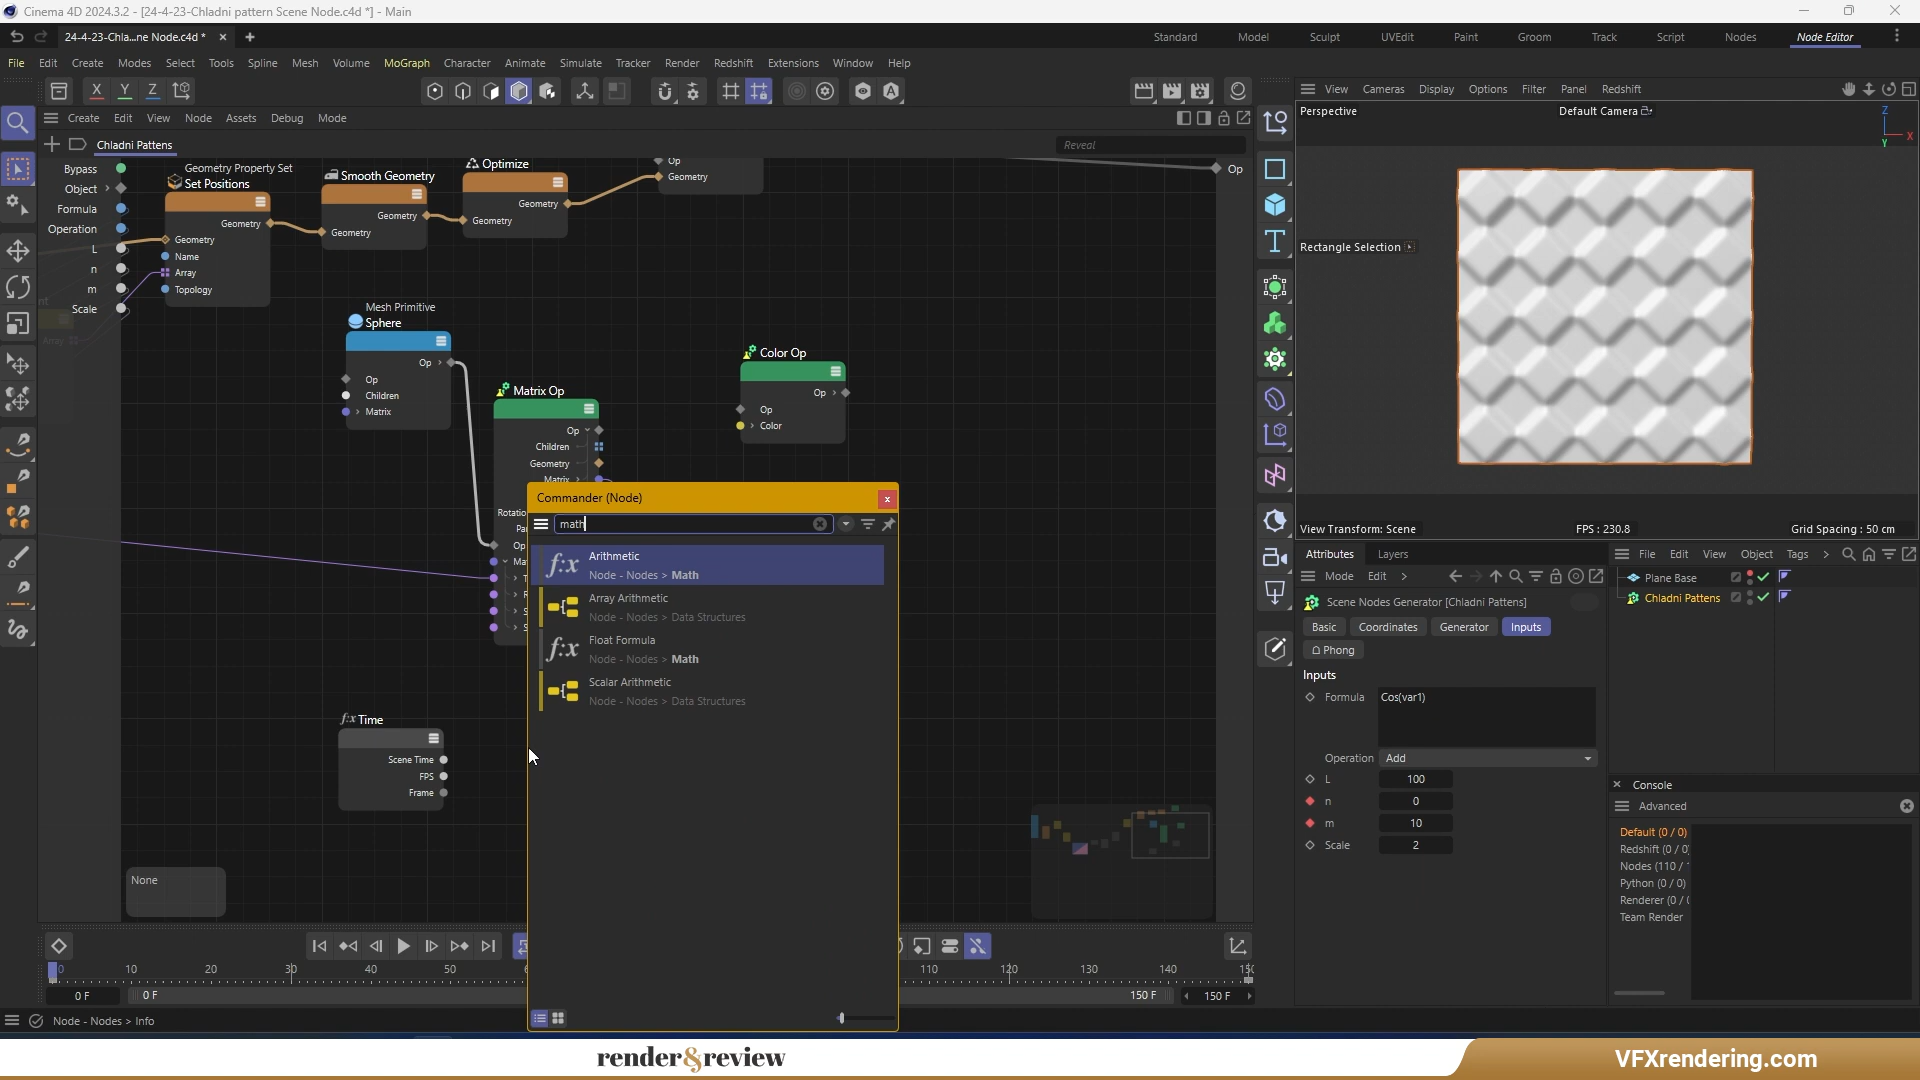 Cinema 4D 2024.3.2 - [24-4-23-Chladni pattern Scene Node.c4d *] - Main
24-4-23-Chla...ne Node.c4d *
Standard Model Sculpt UVEdit Paint Groom Track Script Nodes Node Editor
File Edit Create Modes Select Tools Spline Mesh Volume MoGraph Character Animate Simulate Tracker Render Redshift Extensions Window Help
X Y Z
Create Edit View Node Assets Debug Mode
Chladni Pattens
Reveal
Bypass
Object
Formula
Operation
L
n
m
Scale
Geometry Property Set
Set Positions
Geometry
Geometry
Name
Array
Topology
Smooth Geometry
Geometry
Geometry
Optimize
Geometry
Geometry
Op
Geometry
Op
Mesh Primitive
Sphere
Op
Op
Children
Matrix
Matrix Op
Op
Children
Geometry
Matrix
Op
Color Op
Op
Op
Color
Time
Scene Time
FPS
Frame
None
Commander (Node)
math
Arithmetic
Node - Nodes > Math
Array Arithmetic
Node - Nodes > Data Structures
Float Formula
Node - Nodes > Math
Scalar Arithmetic
Node - Nodes > Data Structures
View Cameras Display Options Filter Panel Redshift
Perspective
Default Camera
Z
X
Y
Rectangle Selection
View Transform: Scene
FPS : 230.8
Grid Spacing : 50 cm
Attributes Layers
Mode Edit
Scene Nodes Generator [Chladni Pattens]
Basic Coordinates Generator Inputs
Phong
Inputs
Formula Cos(var1)
Operation Add
L 100
n 0
m 10
Scale 2
File Edit View Object Tags
Plane Base
Chladni Pattens
Console
Advanced
Default (0 / 0)
Redshift (0 / 0)
Nodes (110 /
Python (0 / 0)
Renderer (0 / (
Team Render
0 10 20 30 40 50 110 120 130 140
0 F
0 F
150 F
150 F
Node - Nodes > Info
render&review
VFXrendering.com